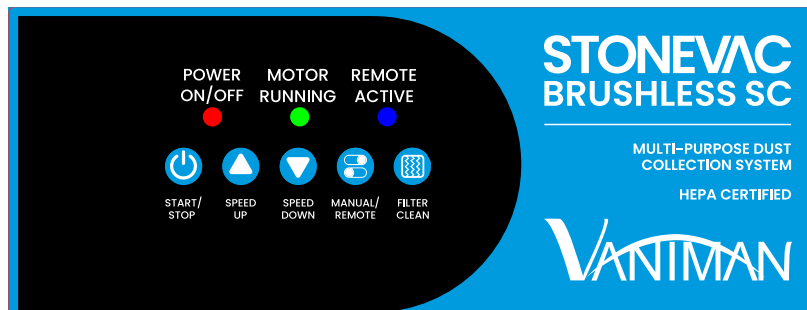 POWER ON/OFF
MOTOR RUNNING
REMOTE ACTIVE
START/
STOP
SPEED
UP
SPEED
DOWN
MANUAL/
REMOTE
FILTER
CLEAN
STONEVAC
BRUSHLESS SC
MULTI-PURPOSE DUST
COLLECTION SYSTEM
HEPA CERTIFIED
VANIMAN